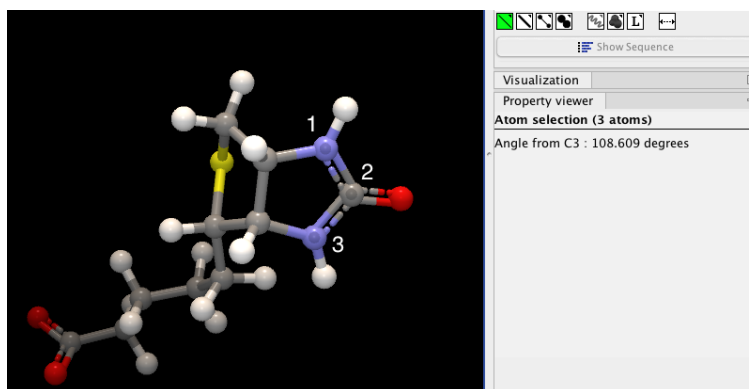 L
Show Sequence
Visualization
Property viewer
Atom selection (3 atoms)
Angle from C3 : 108.609 degrees
1
2
3